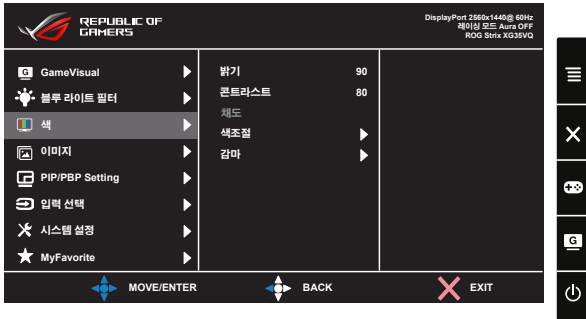 REPUBLIC OF
GAMERS
DisplayPort 2560x1440@ 60Hz
레이싱 모드 Aura OFF
ROG Strix XG35VQ
G GameVisual
블루 라이트 필터
색
이미지
PIP/PBP Setting
입력 선택
시스템 설정
MyFavorite
밝기 90
콘트라스트 80
채도
색조절
감마
G
MOVE/ENTER
BACK
EXIT